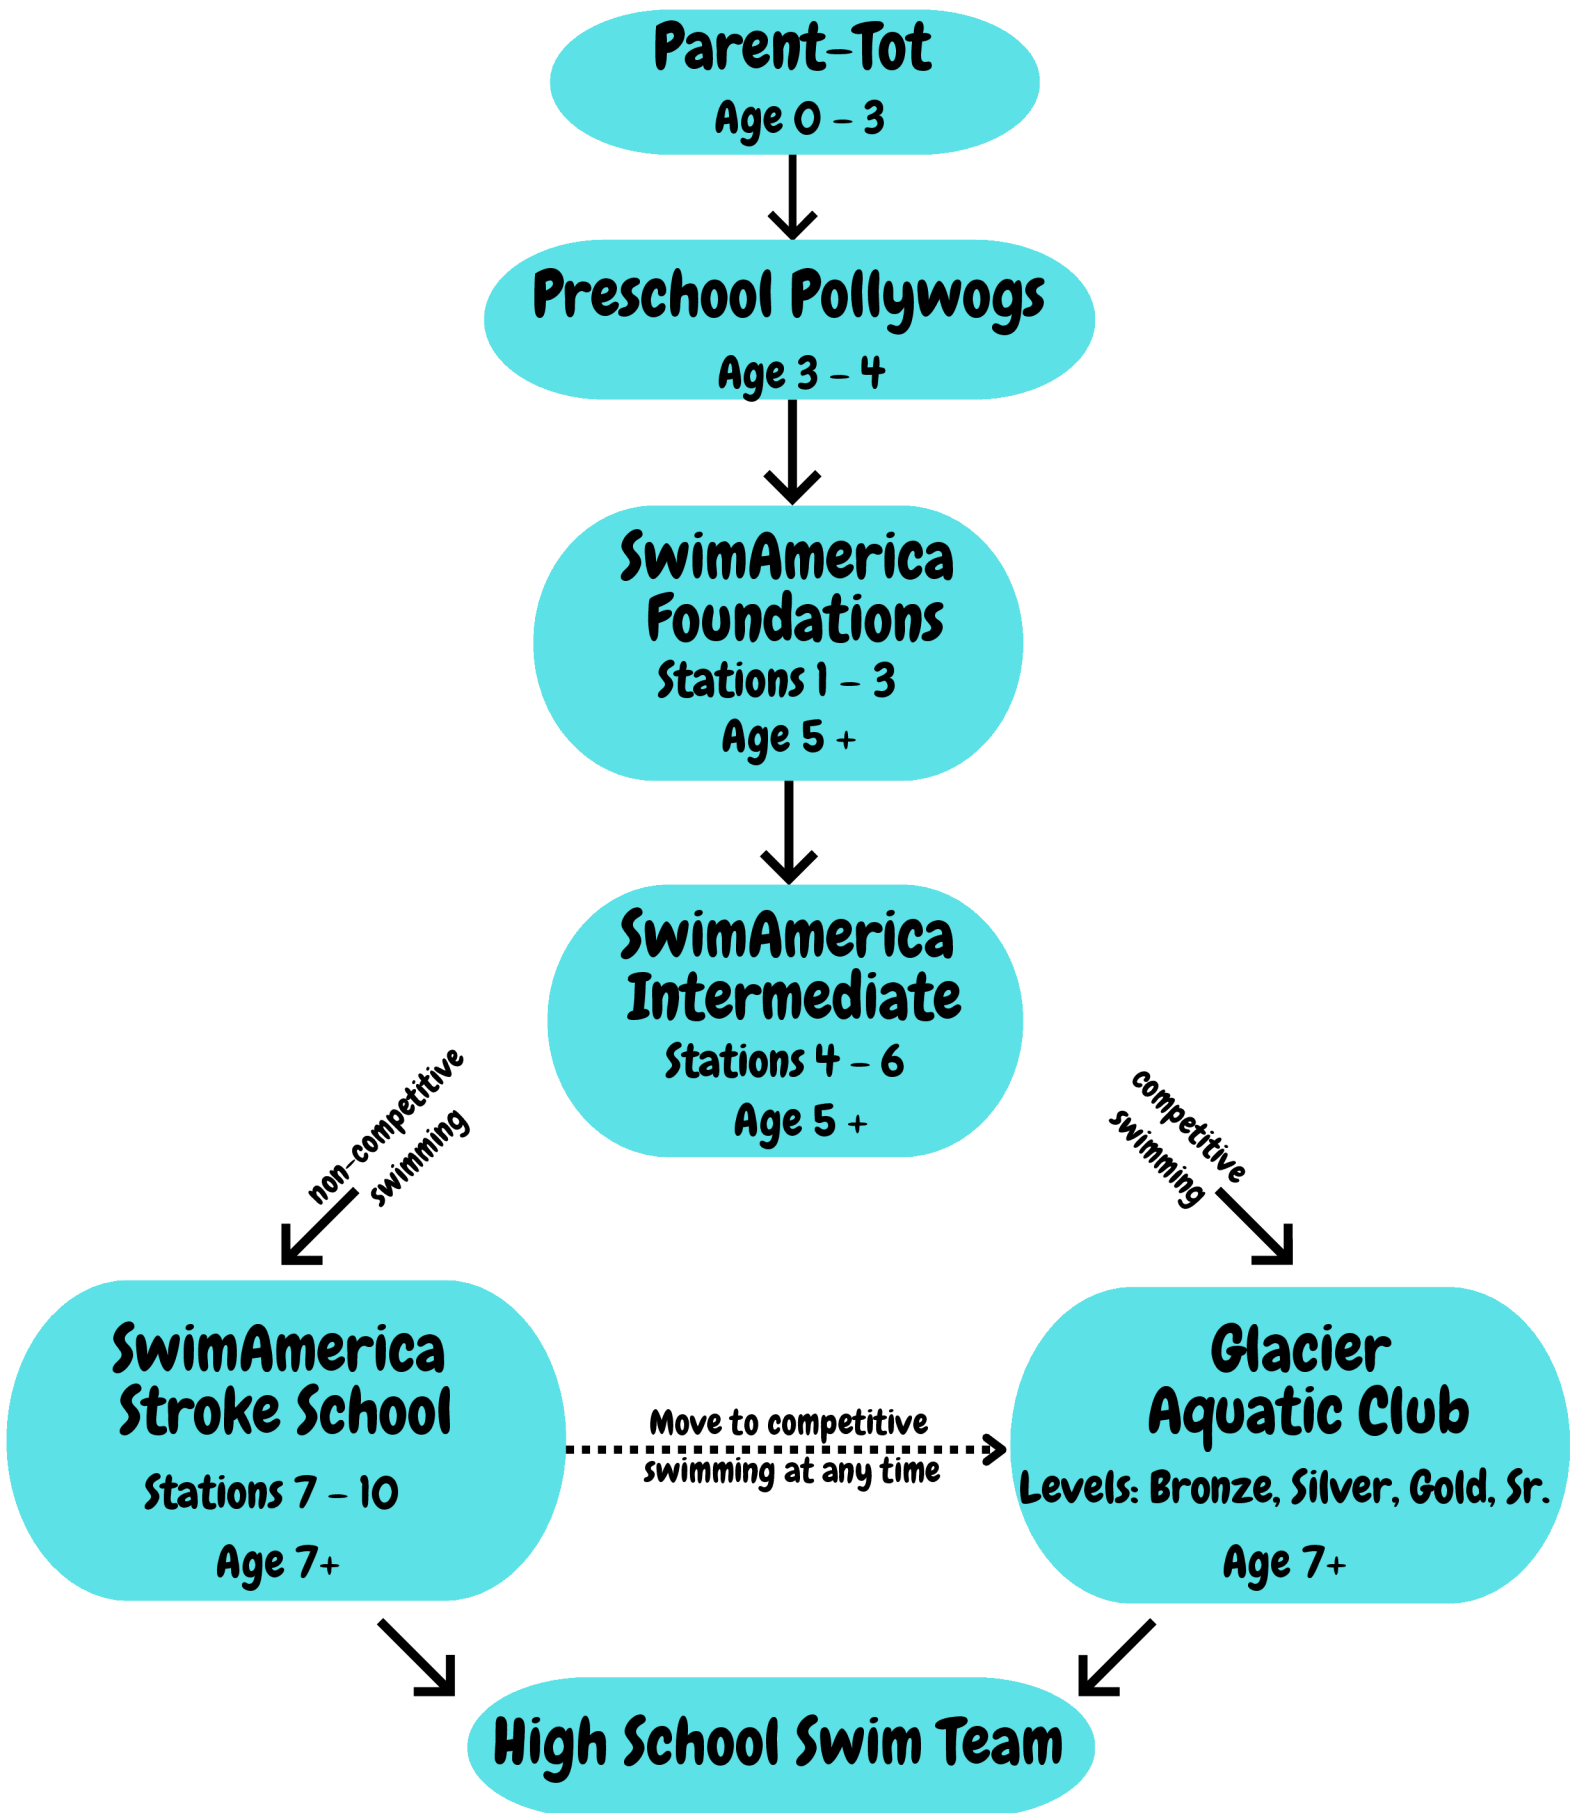 Parent-Tot
Age 0 - 3
Preschool Pollywogs
Age 3 - 4
SwimAmerica
Foundations
Stations 1 - 3
Age 5 +
SwimAmerica
Intermediate
Stations 4 - 6
Age 5 +
non-competitive
swimming
competitive
swimming
SwimAmerica
Stroke School
Stations 7 - 10
Age 7+
Move to competitive
swimming at any time
Glacier
Aquatic Club
Levels: Bronze, Silver, Gold, Sr.
Age 7+
High School Swim Team